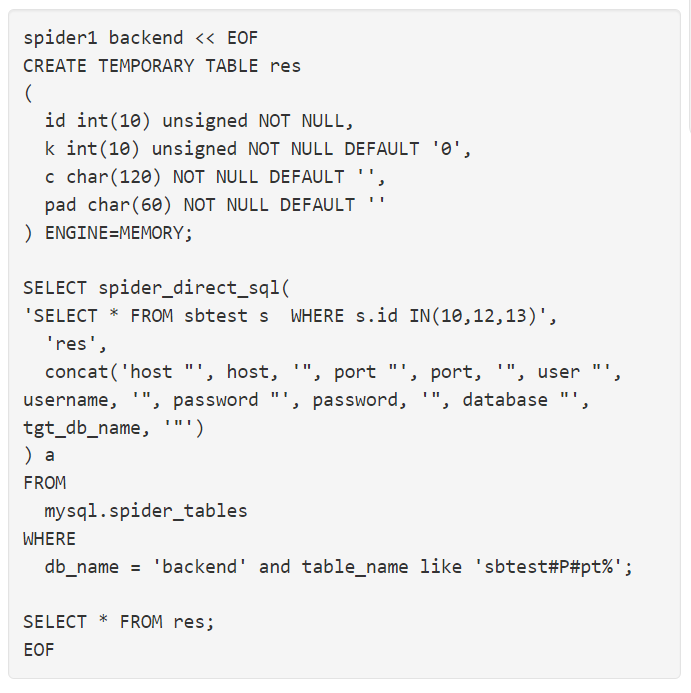 spider1 backend << EOF
CREATE TEMPORARY TABLE res
(
  id int(10) unsigned NOT NULL,
  k int(10) unsigned NOT NULL DEFAULT '0',
  c char(120) NOT NULL DEFAULT '',
  pad char(60) NOT NULL DEFAULT ''
) ENGINE=MEMORY;

SELECT spider_direct_sql(
'SELECT * FROM sbtest s  WHERE s.id IN(10,12,13)',
  'res',
  concat('host "', host, '", port "', port, '", user "',
username, '", password "', password, '", database "',
tgt_db_name, '"')
) a
FROM
  mysql.spider_tables
WHERE
  db_name = 'backend' and table_name like 'sbtest#P#pt%';

SELECT * FROM res;
EOF